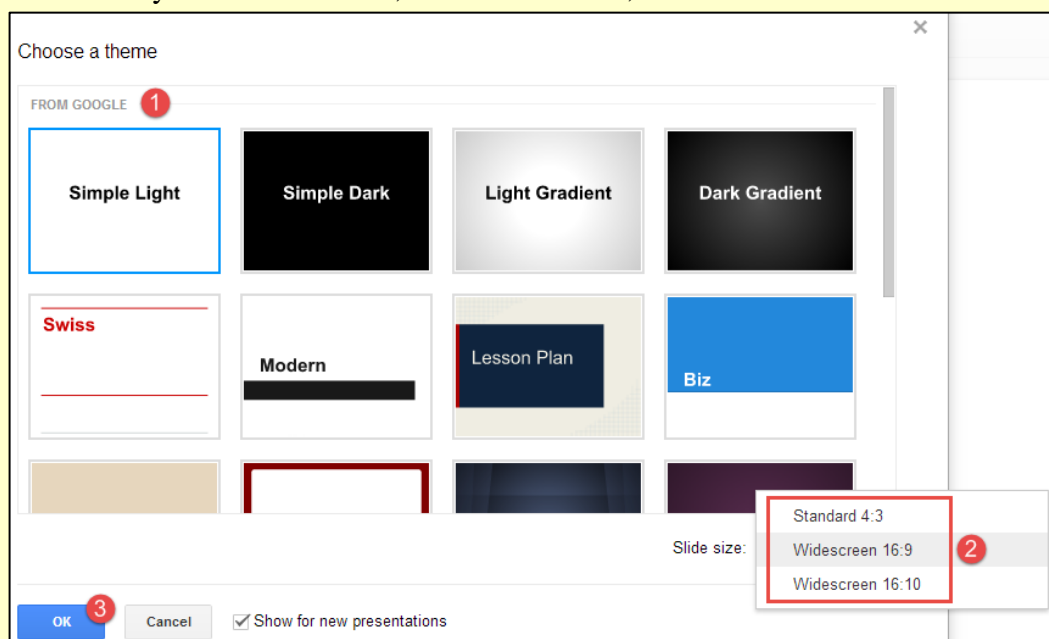 Choose a theme
×
FROM GOOGLE 1
Simple Light
Simple Dark
Light Gradient
Dark Gradient
Swiss
Modern
Lesson Plan
Biz
Slide size:
Standard 4:3
Widescreen 16:9 2
Widescreen 16:10
OK 3
Cancel
Show for new presentations